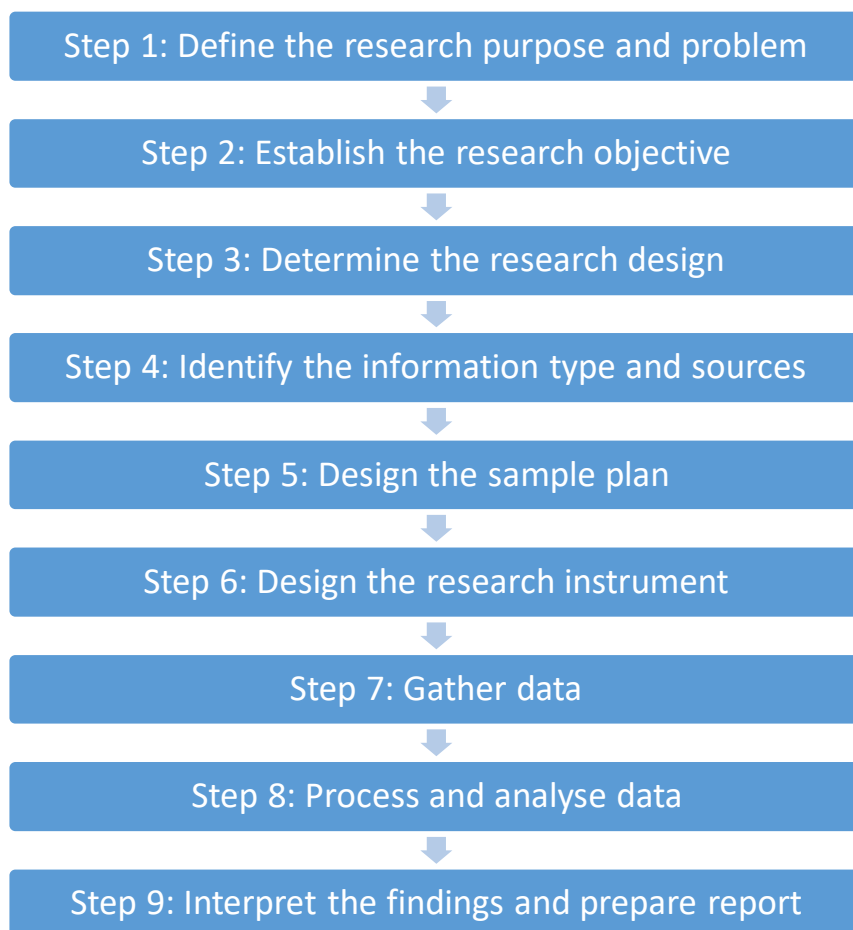 Step 1: Define the research purpose and problem
Step 2: Establish the research objective
Step 3: Determine the research design
Step 4: Identify the information type and sources
Step 5: Design the sample plan
Step 6: Design the research instrument
Step 7: Gather data
Step 8: Process and analyse data
Step 9: Interpret the findings and prepare report